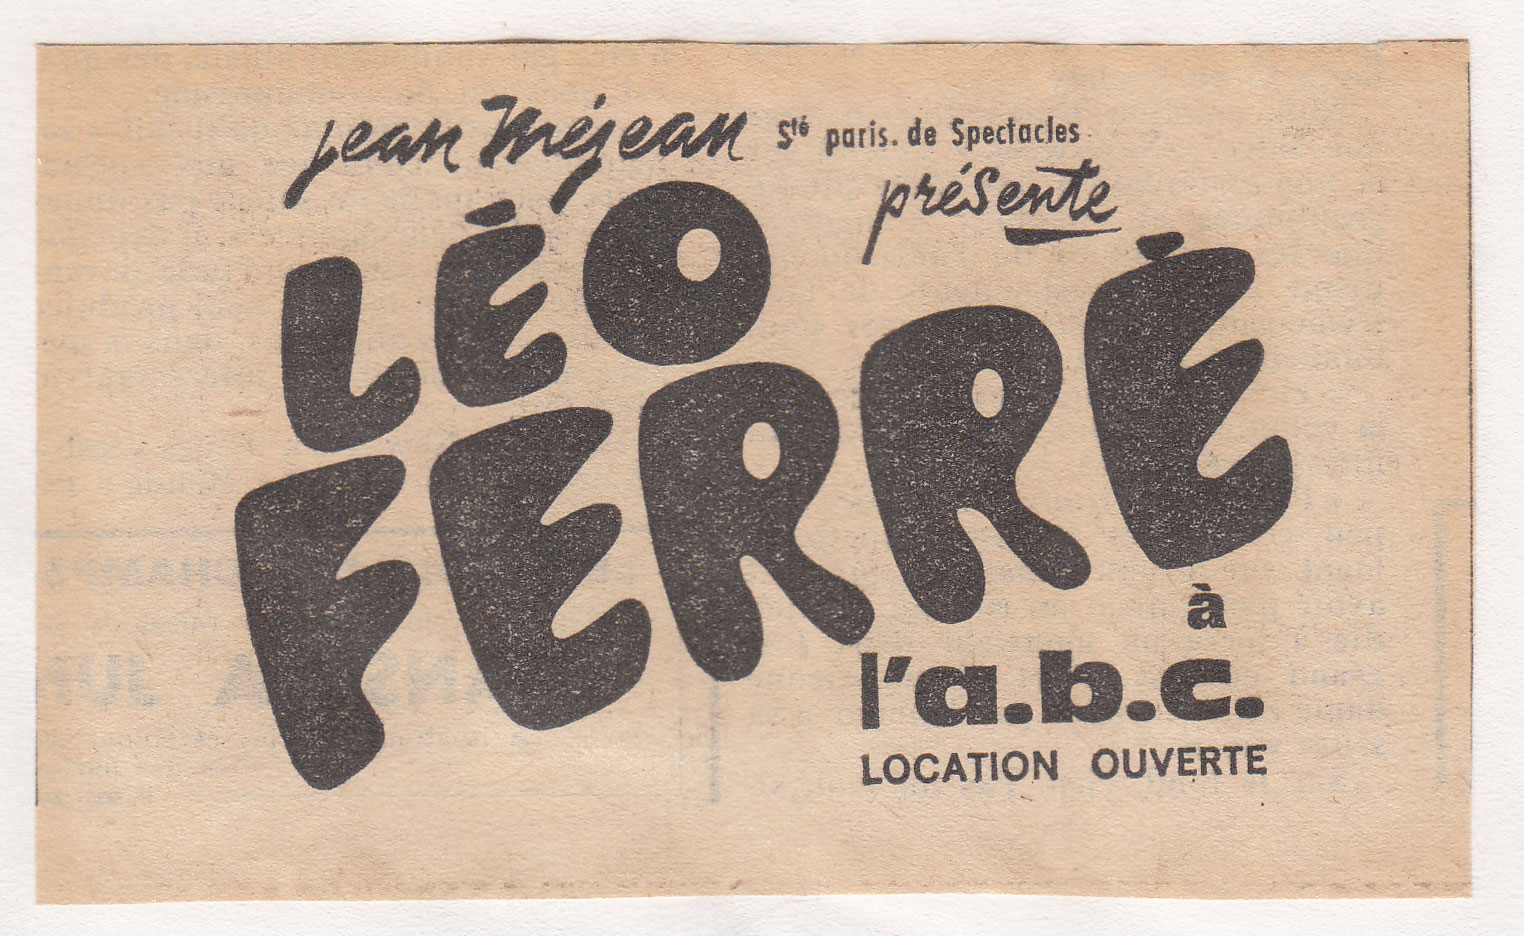 jean Méjean Sté paris. de Spectacles
présente
LÉO
FERRÉ
à
l'a.b.c.
LOCATION OUVERTE